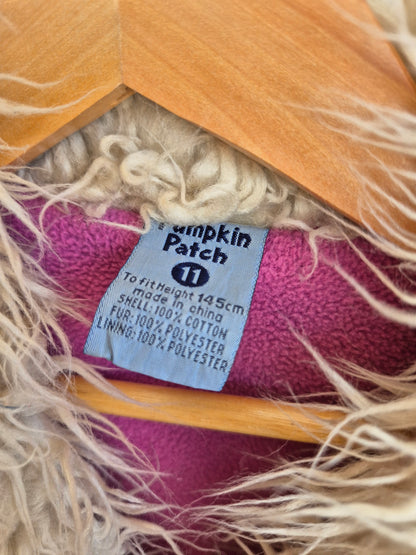 Pumpkin
Patch
11
To fit Height 145cm
made in china
SHELL: 100% COTTON
FUR: 100% POLYESTER
LINING: 100% POLYESTER